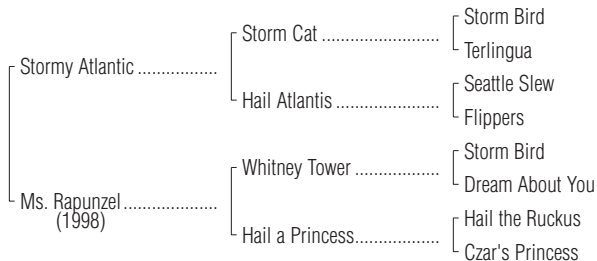 Storm Bird
Storm Cat ........................
Terlingua
Stormy Atlantic ................
Seattle Slew
Hail Atlantis .....................
Flippers
Storm Bird
Whitney Tower .................
Dream About You
Ms. Rapunzel ...................
(1998)
Hail the Ruckus
Hail a Princess.................
Czar's Princess